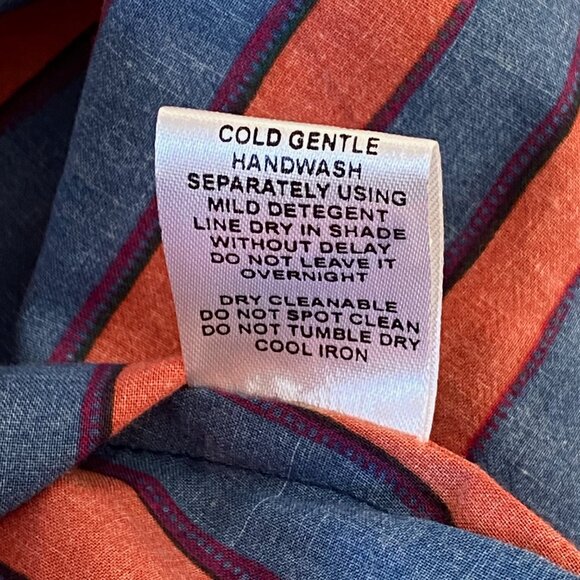 COLD GENTLE
HANDWASH
SEPARATELY USING
MILD DETEGENT
LINE DRY IN SHADE
WITHOUT DELAY
DO NOT LEAVE IT
OVERNIGHT
DRY CLEANABLE
DO NOT SPOT CLEAN
DO NOT TUMBLE DRY
COOL IRON